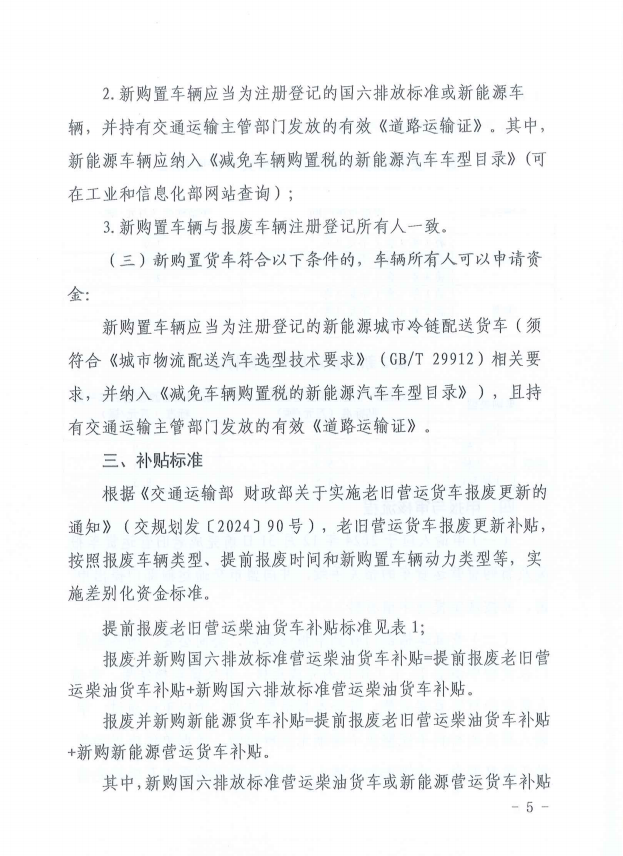 2.新购置车辆应当为注册登记的国六排放标准或新能源车
辆，并持有交通运输主管部门发放的有效《道路运输证》。其中，
新能源车辆应纳入《减免车辆购置税的新能源汽车车型目录》（可
在工业和信息化部网站查询）；
3.新购置车辆与报废车辆注册登记所有人一致。
（三）新购置货车符合以下条件的，车辆所有人可以申请资
金：
新购置车辆应当为注册登记的新能源城市冷链配送货车（须
符合《城市物流配送汽车选型技术要求》（GB/T 29912）相关要
求，并纳入《减免车辆购置税的新能源汽车车型目录》），且持
有交通运输主管部门发放的有效《道路运输证》。
三、补贴标准
根据《交通运输部 财政部关于实施老旧营运货车报废更新的
通知》（交规划发〔2024〕90号），老旧营运货车报废更新补贴，
按照报废车辆类型、提前报废时间和新购置车辆动力类型等，实
施差别化资金标准。
提前报废老旧营运柴油货车补贴标准见表1；
报废并新购国六排放标准营运柴油货车补贴=提前报废老旧营
运柴油货车补贴+新购国六排放标准营运柴油货车补贴。
报废并新购新能源货车补贴=提前报废老旧营运柴油货车补贴
+新购新能源营运货车补贴。
其中，新购国六排放标准营运柴油货车或新能源营运货车补贴
- 5 -